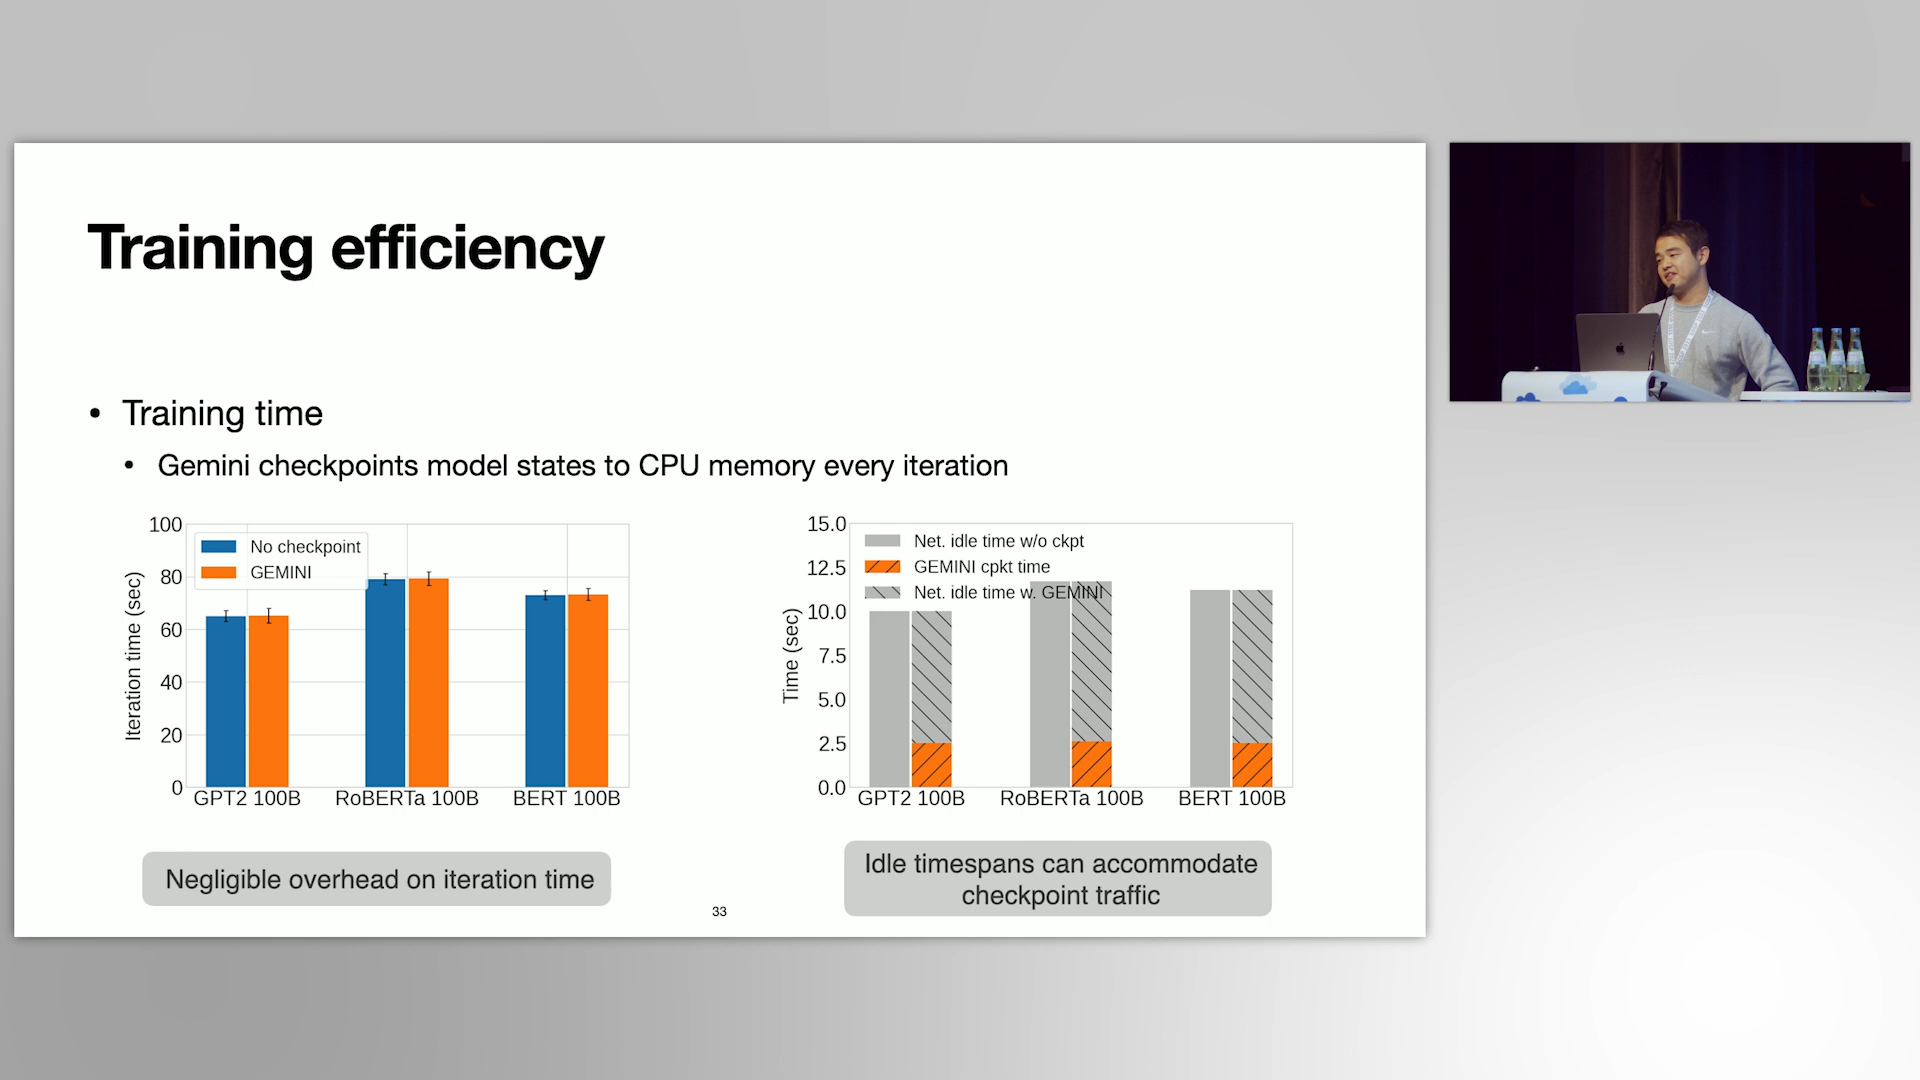 Training efficiency
• Training time
• Gemini checkpoints model states to CPU memory every iteration
Iteration time (sec)
100
80
60
40
20
0
No checkpoint
GEMINI
GPT2 100B
RoBERTa 100B
BERT 100B
Negligible overhead on iteration time
Time (sec)
15.0
12.5
10.0
7.5
5.0
2.5
0.0
Net. idle time w/o ckpt
GEMINI cpkt time
Net. idle time w. GEMINI
GPT2 100B
RoBERTa 100B
BERT 100B
Idle timespans can accommodate
checkpoint traffic
33